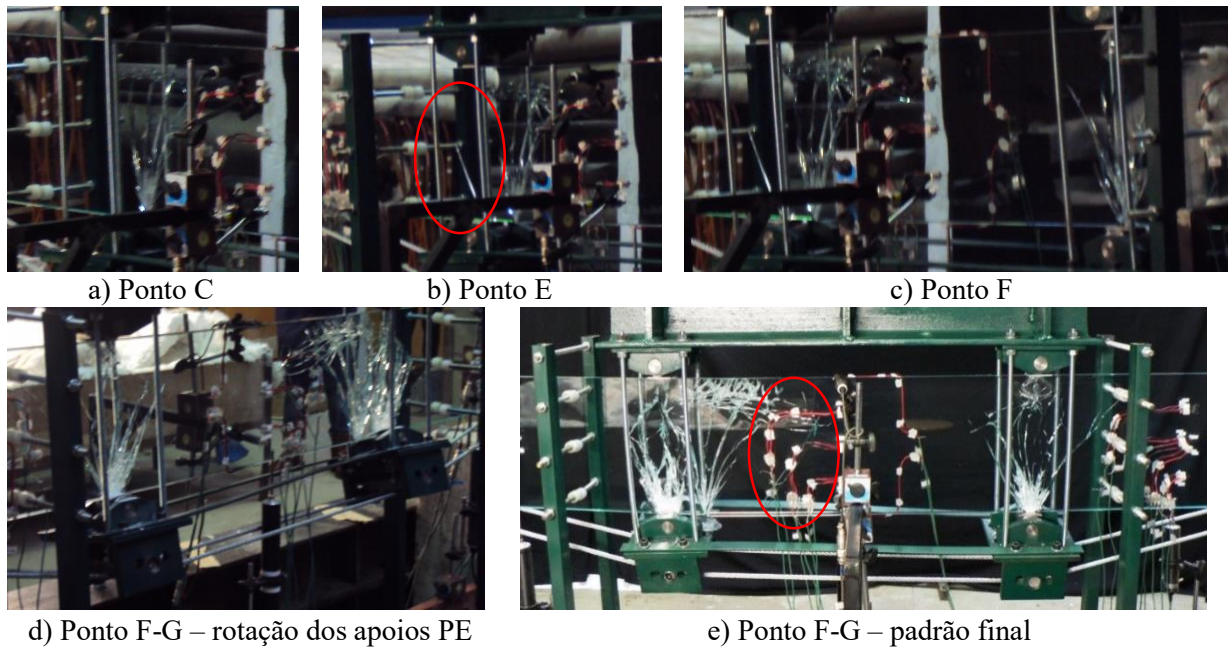 a) Ponto C
b) Ponto E
c) Ponto F
d) Ponto F-G – rotação dos apoios PE
e) Ponto F-G – padrão final